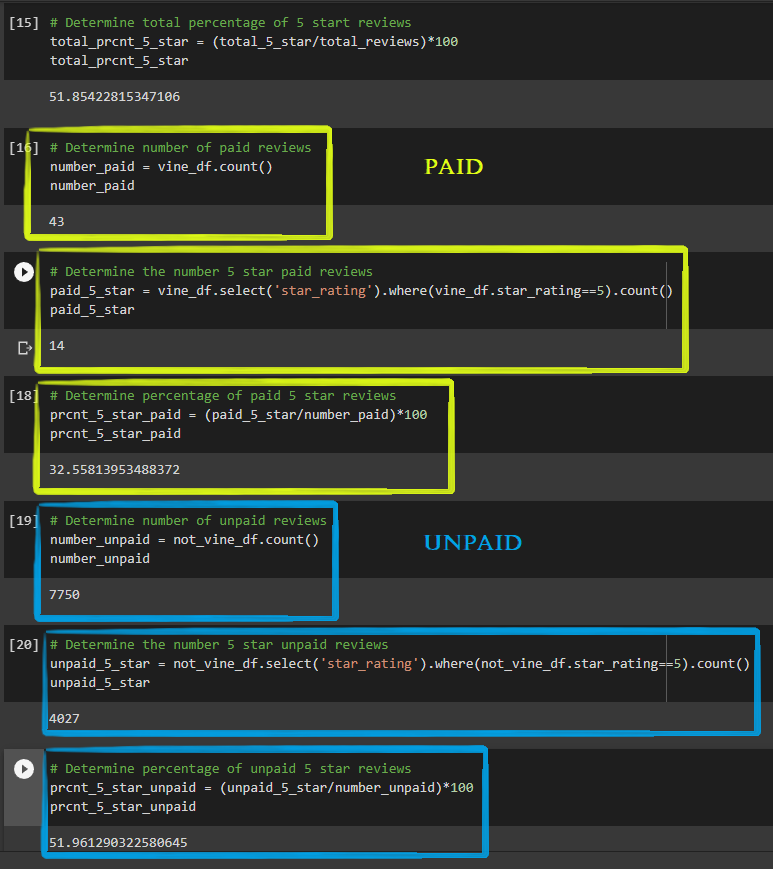 [15] # Determine total percentage of 5 start reviews
total_prcnt_5_star = (total_5_star/total_reviews)*100
total_prcnt_5_star
51.85422815347106
[16] # Determine number of paid reviews
number_paid = vine_df.count()
number_paid
PAID
43
# Determine the number 5 star paid reviews
paid_5_star = vine_df.select('star_rating').where(vine_df.star_rating==5).count()
paid_5_star
14
[18] # Determine percentage of paid 5 star reviews
prcnt_5_star_paid = (paid_5_star/number_paid)*100
prcnt_5_star_paid
32.55813953488372
[19] # Determine number of unpaid reviews
number_unpaid = not_vine_df.count()
number_unpaid
UNPAID
7750
[20] # Determine the number 5 star unpaid reviews
unpaid_5_star = not_vine_df.select('star_rating').where(not_vine_df.star_rating==5).count()
unpaid_5_star
4027
# Determine percentage of unpaid 5 star reviews
prcnt_5_star_unpaid = (unpaid_5_star/number_unpaid)*100
prcnt_5_star_unpaid
51.961290322580645